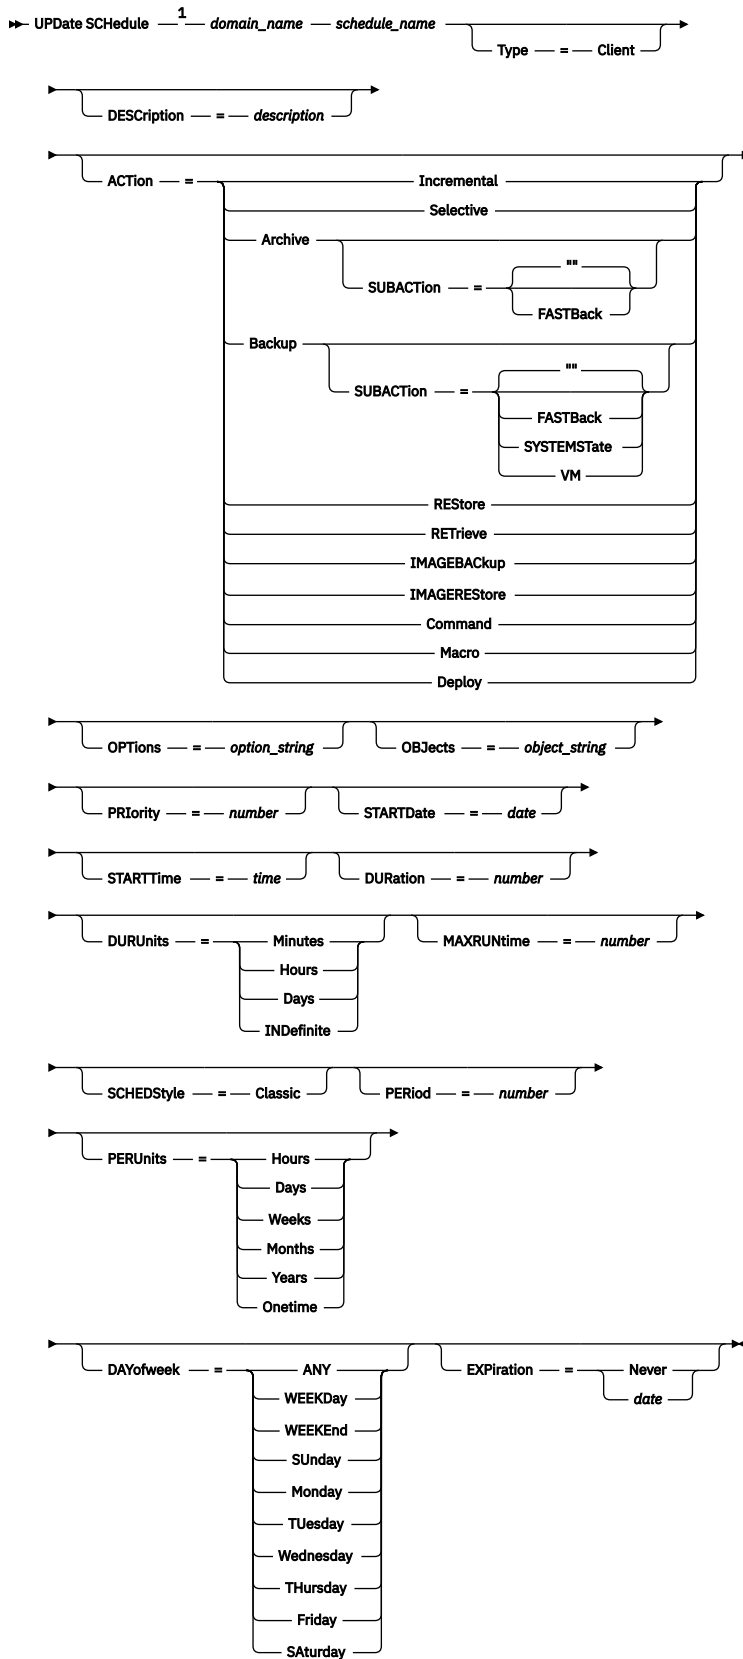 1
UPDate SCHedule domain_name schedule_name
Type = Client
DESCription = description
ACTion = Incremental
Selective
Archive
""
SUBACTion =
FASTBack
Backup
""
SUBACTion =
FASTBack
SYSTEMSTate
VM
REStore
RETrieve
IMAGEBACkup
IMAGEREStore
Command
Macro
Deploy
OPTions = option_string OBJects = object_string
PRIority = number STARTDate = date
STARTTime = time DURation = number
DURUnits = Minutes MAXRUNtime = number
Hours
Days
INDefinite
SCHEDStyle = Classic PERiod = number
PERUnits = Hours
Days
Weeks
Months
Years
Onetime
DAYofweek = ANY EXPiration = Never
WEEKDay date
WEEKEnd
SUnday
Monday
TUesday
Wednesday
THursday
Friday
SAturday